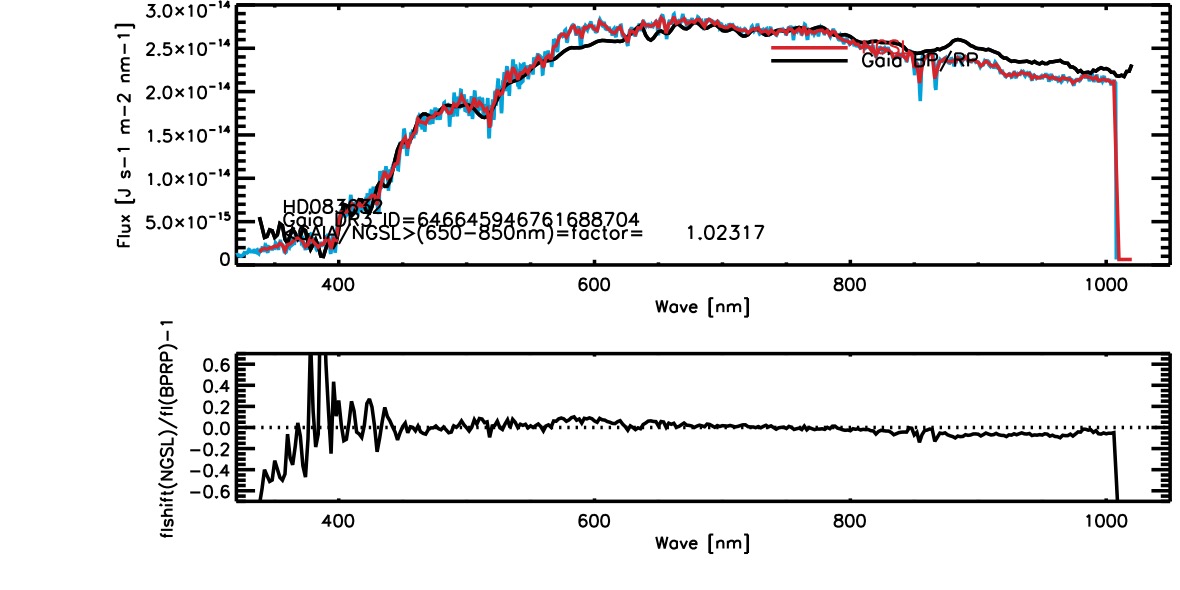 3.0×10−14
2.5×10−14
2.0×10−14
1.5×10−14
1.0×10−14
5.0×10−15
0
Flux [J s−1 m−2 nm−1]
NGSL
Gaia BP/RP
HD083632
Gaia DR3 ID=646645946761688704
<GAIA/NGSL>(650−850nm)=factor= 1.02317
400 600 800 1000
Wave [nm]
0.6
0.4
0.2
0.0
−0.2
−0.4
−0.6
flshift(NGSL)/fl(BPRP)−1
400 600 800 1000
Wave [nm]